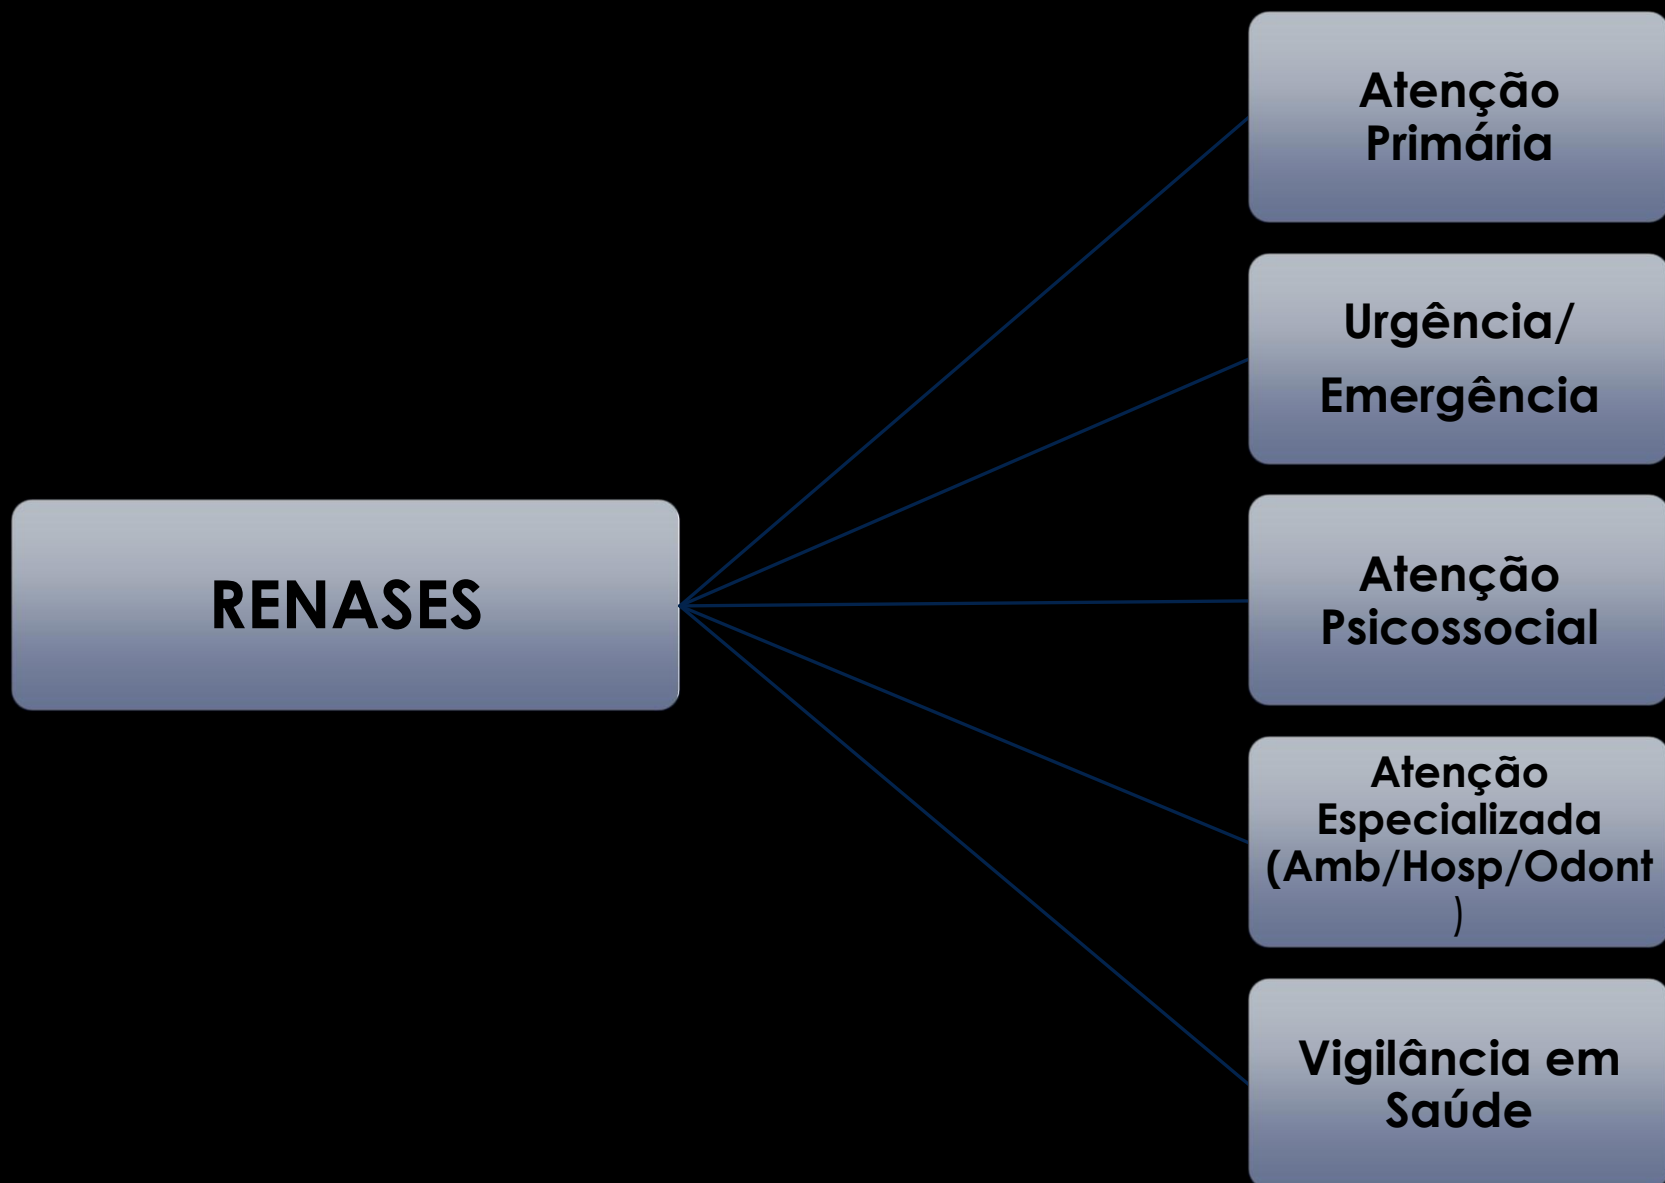 RENASES
Atenção
Primária
Urgência/
Emergência
Atenção
Psicossocial
Atenção
Especializada
(Amb/Hosp/Odont
)
Vigilância em
Saúde